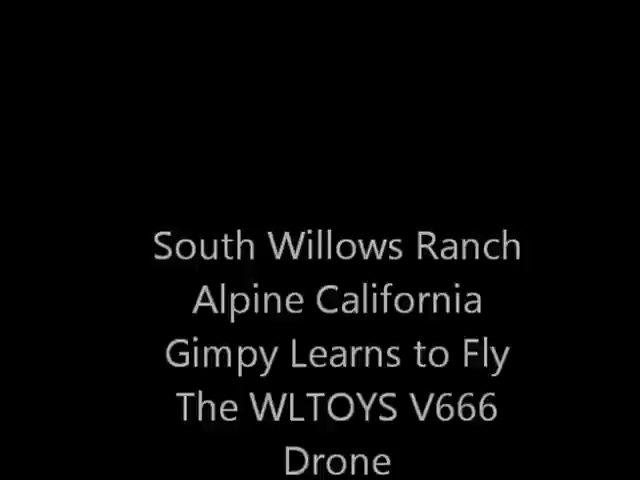 South Willows Ranch
Alpine California
Gimpy Learns to Fly
The WLTOYS V666
Drone